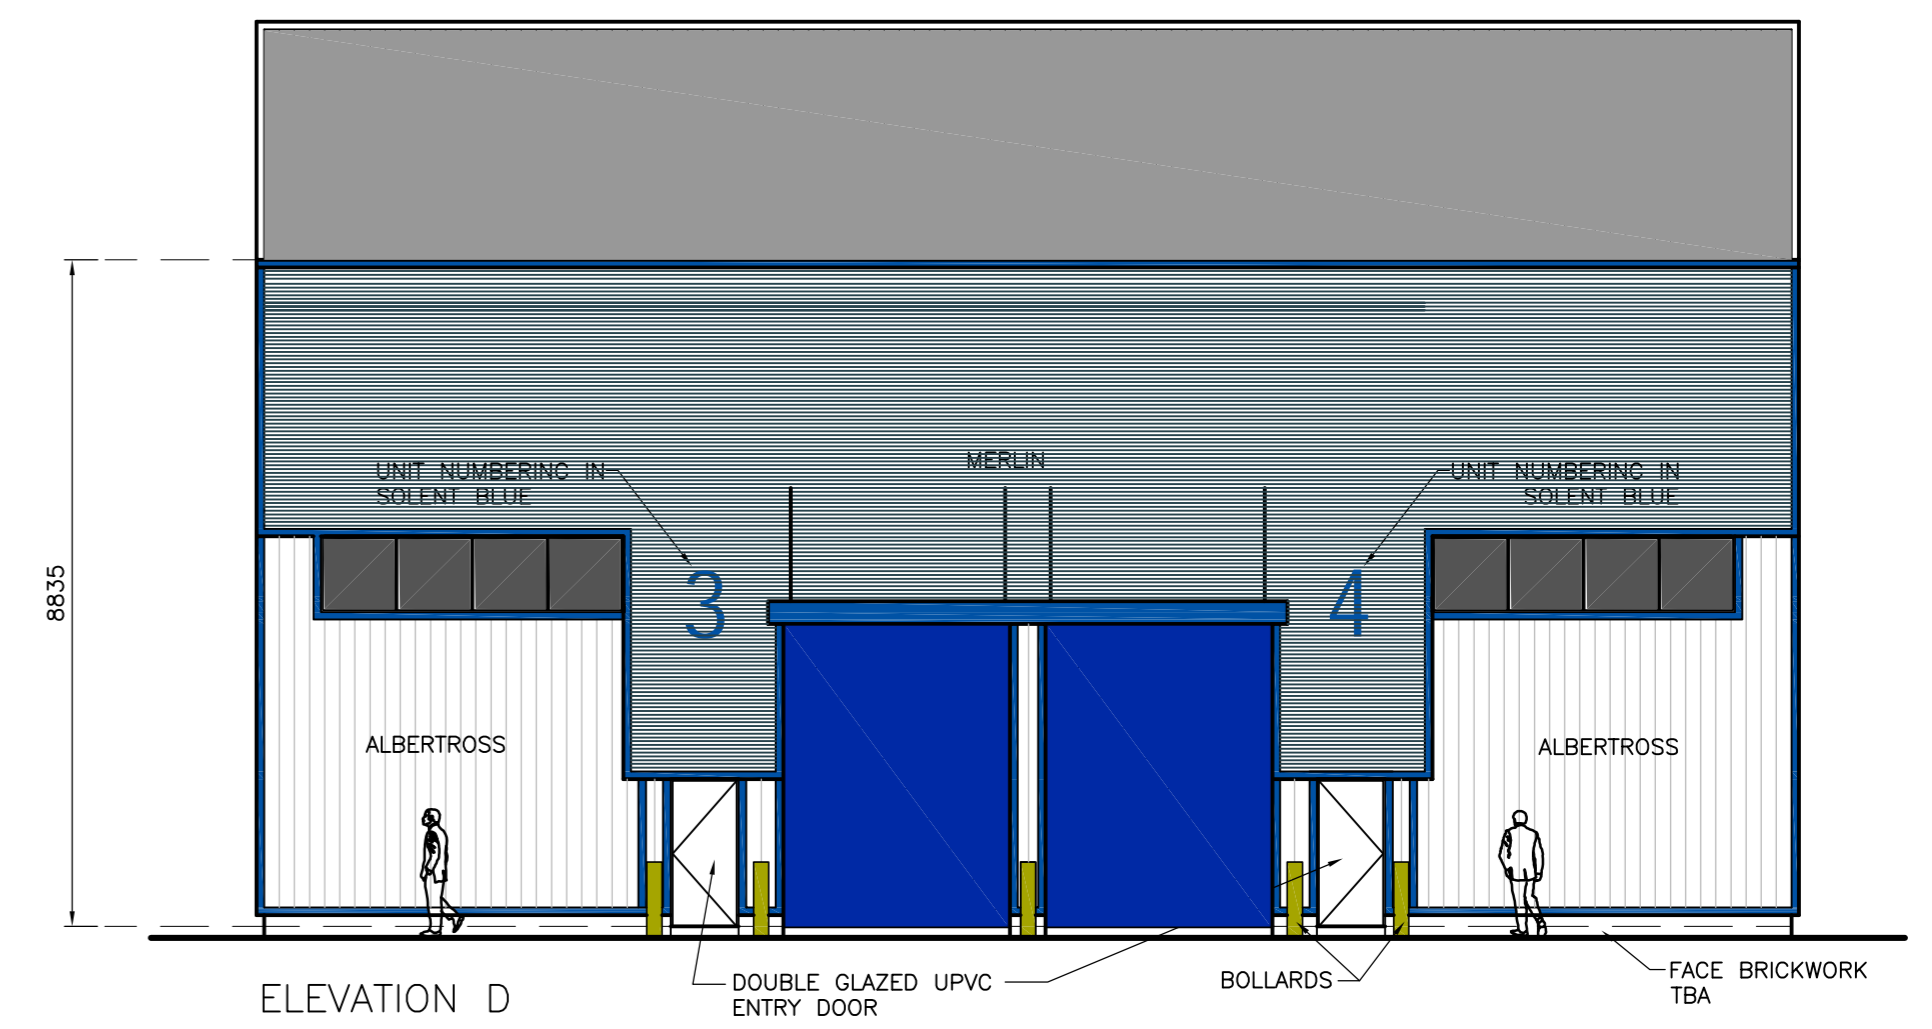 UNIT NUMBERING IN
SOLENT BLUE
MERLIN
UNIT NUMBERING IN
SOLENT BLUE
8835
3
4
ALBERTROSS
ALBERTROSS
ELEVATION D
DOUBLE GLAZED UPVC
ENTRY DOOR
BOLLARDS
FACE BRICKWORK
TBA